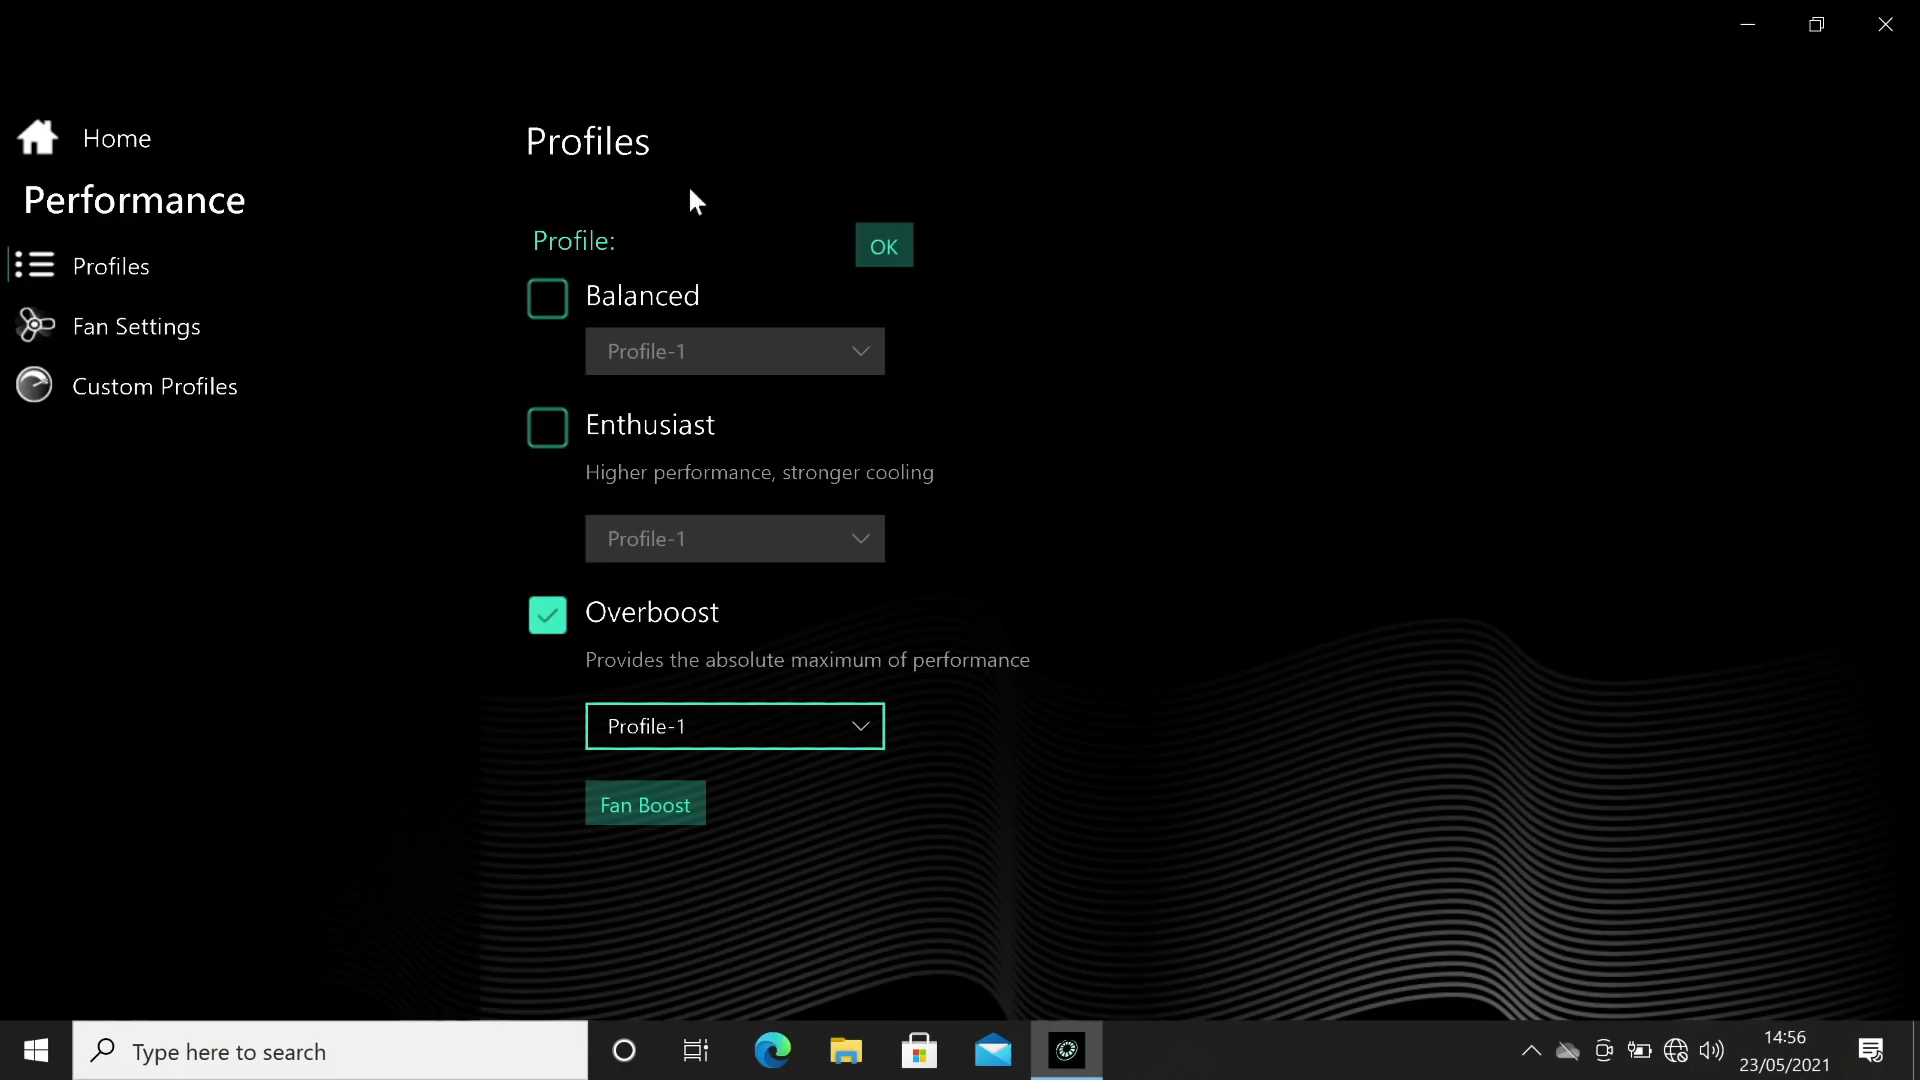 Home
Performance
Profiles
Fan Settings
Custom Profiles
Profiles
Profile:
OK
Balanced
Profile-1
Enthusiast
Higher performance, stronger cooling
Profile-1
Overboost
Provides the absolute maximum of performance
Profile-1
Fan Boost
Type here to search
14:56
23/05/2021